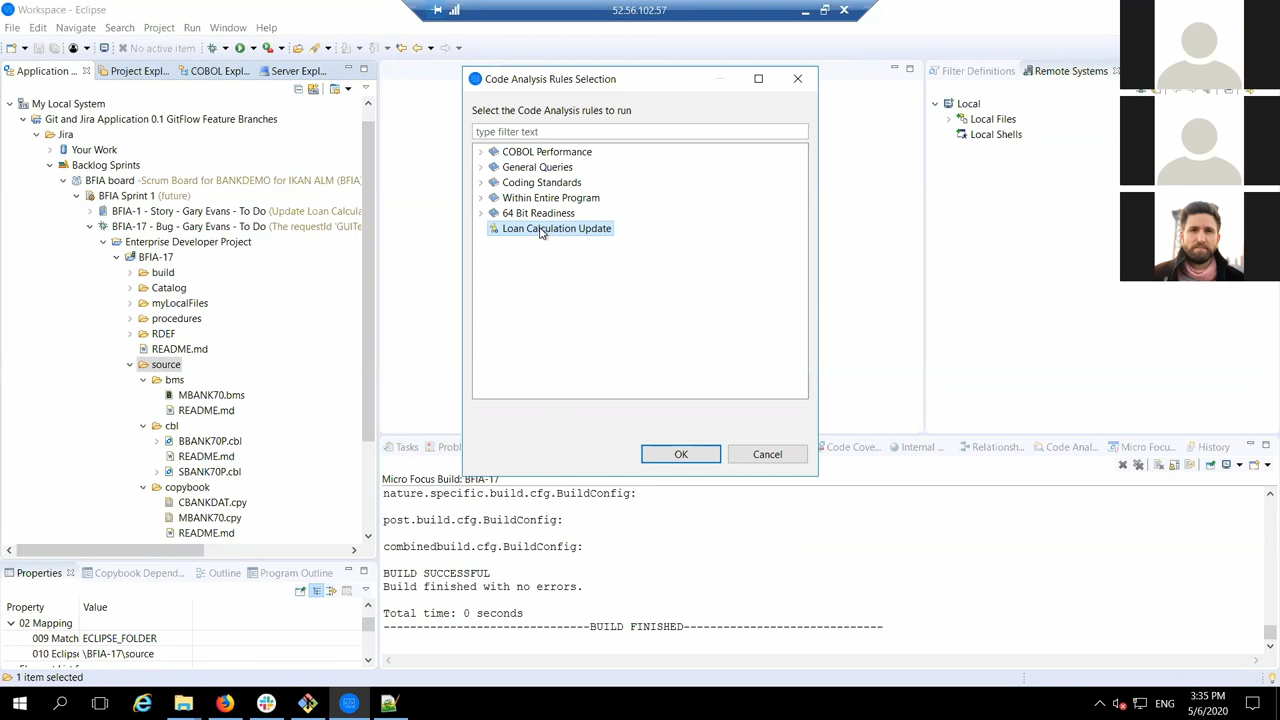 Workspace - Eclipse
52.56.102.57
File Edit Navigate Search Project Run Window Help
No active item
Application ...
Project Expl...
COBOL Expl...
Server Expl...
My Local System
Git and Jira Application 0.1 GitFlow Feature Branches
Jira
Your Work
Backlog Sprints
BFIA board -Scrum Board for BANKDEMO for IKAN ALM (BFIA)
BFIA Sprint 1 (future)
BFIA-1 - Story - Gary Evans - To Do (Update Loan Calcula
BFIA-17 - Bug - Gary Evans - To Do (The requestId 'GUITe
Enterprise Developer Project
BFIA-17
build
Catalog
myLocalFiles
procedures
RDEF
README.md
source
bms
MBANK70.bms
README.md
cbl
BBANK70P.cbl
README.md
SBANK70P.cbl
copybook
CBANKDAT.cpy
MBANK70.cpy
README.md
Properties
Copybook Depend...
Outline
Program Outline
Property Value
02 Mapping
009 Match ECLIPSE_FOLDER
010 Eclips \BFIA-17\source
1 item selected
Code Analysis Rules Selection
Select the Code Analysis rules to run
type filter text
COBOL Performance
General Queries
Coding Standards
Within Entire Program
64 Bit Readiness
Loan Calculation Update
OK
Cancel
Filter Definitions
Remote Systems
Local
Local Files
Local Shells
Tasks
Probl
Code Cove...
Internal ...
Relationsh...
Code Anal...
Micro Focu...
History
Micro Focus Build: BFIA-17
nature.specific.build.cfg.BuildConfig:
post.build.cfg.BuildConfig:
combinedbuild.cfg.BuildConfig:
BUILD SUCCESSFUL
Build finished with no errors.
Total time: 0 seconds
-----------------------------BUILD FINISHED-----------------------------
ENG
3:35 PM
5/6/2020